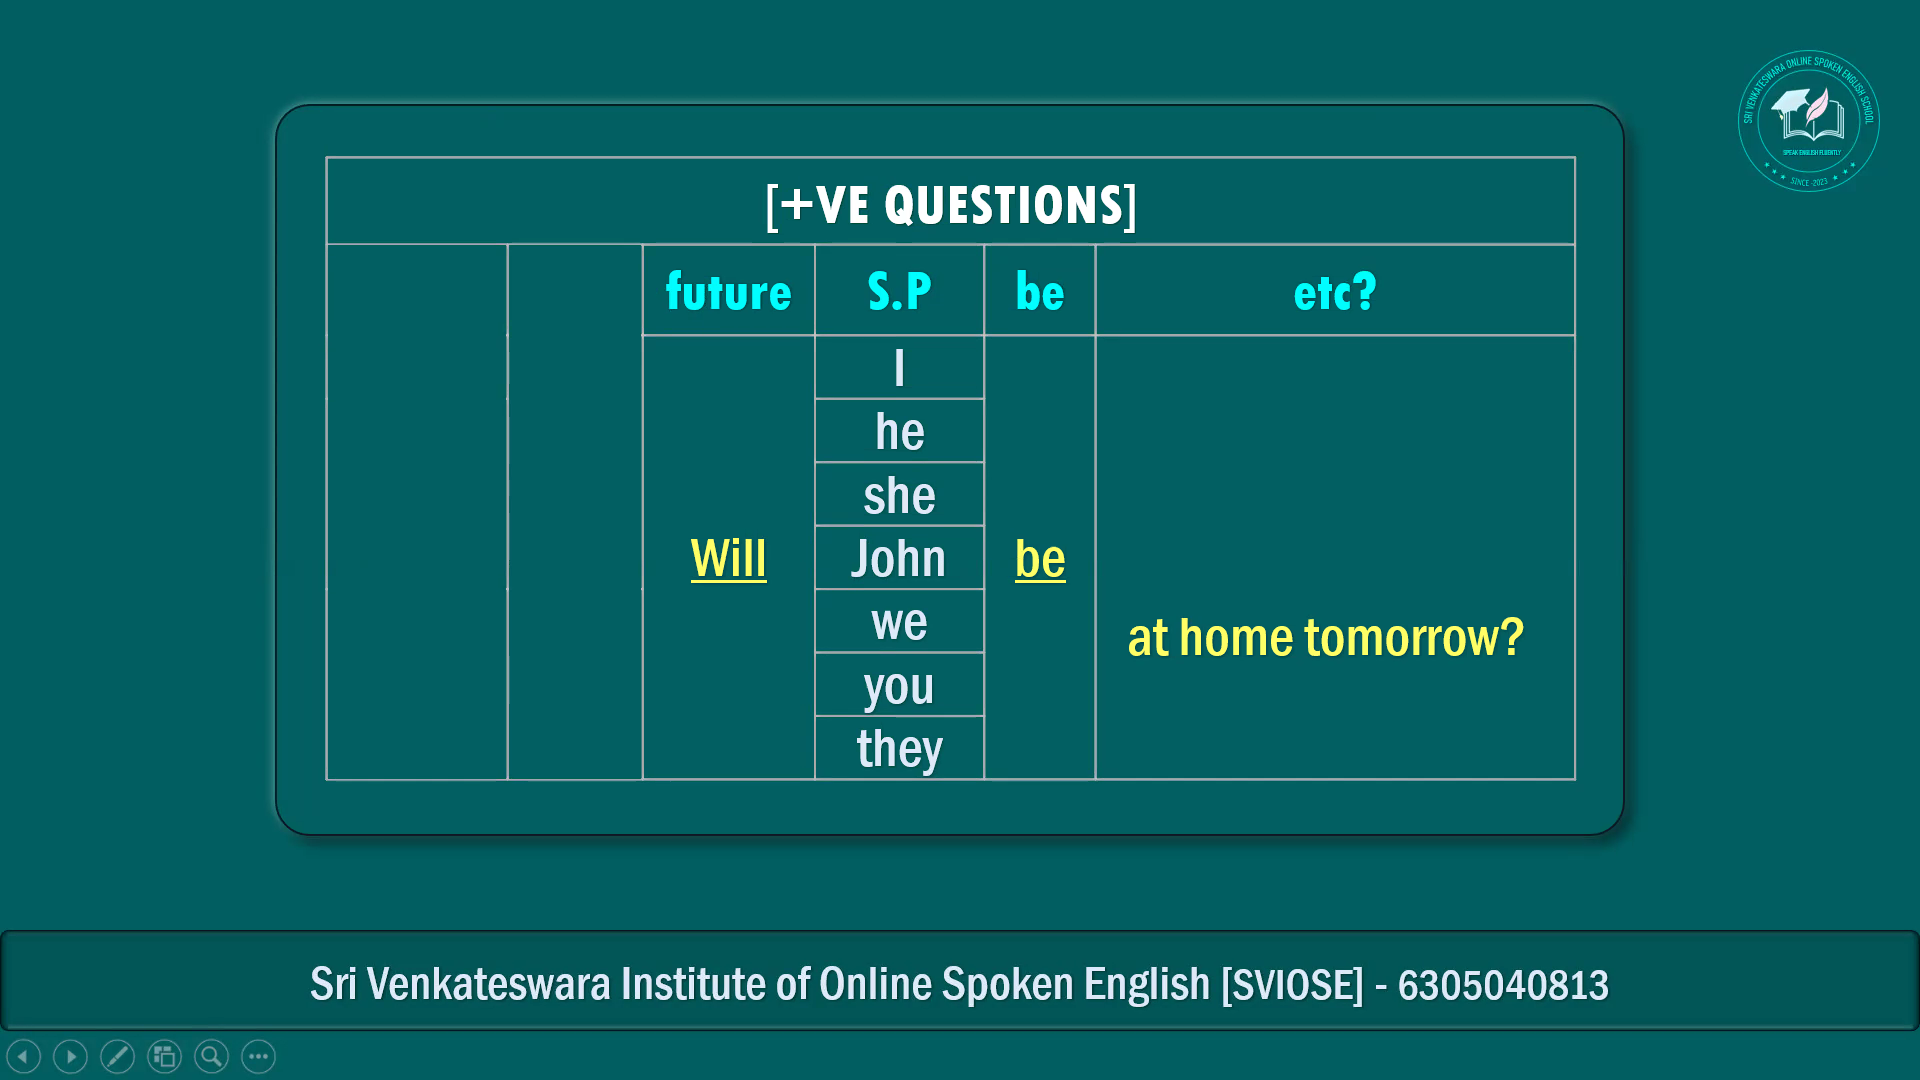 SRI VENKATESWARA ONLINE SPOKEN ENGLISH SCHOOL
SPEAK ENGLISH FLUENTLY
SINCE -2023
[+VE QUESTIONS]
future S.P be etc?
I
he
she
Will John be
we
at home tomorrow?
you
they
Sri Venkateswara Institute of Online Spoken English [SVIOSE] - 6305040813